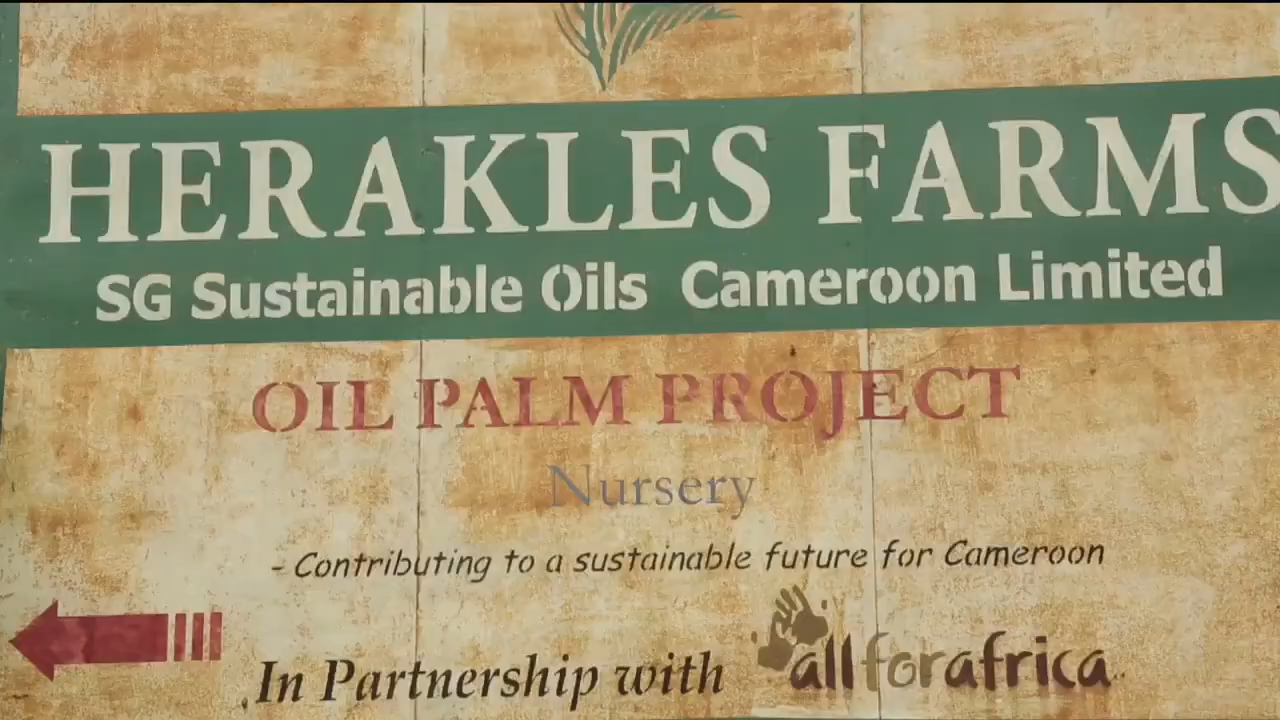 HERAKLES FARMS
SG Sustainable Oils Cameroon Limited
OIL PALM PROJECT
Nursery
- Contributing to a sustainable future for Cameroon
In Partnership with allforafrica